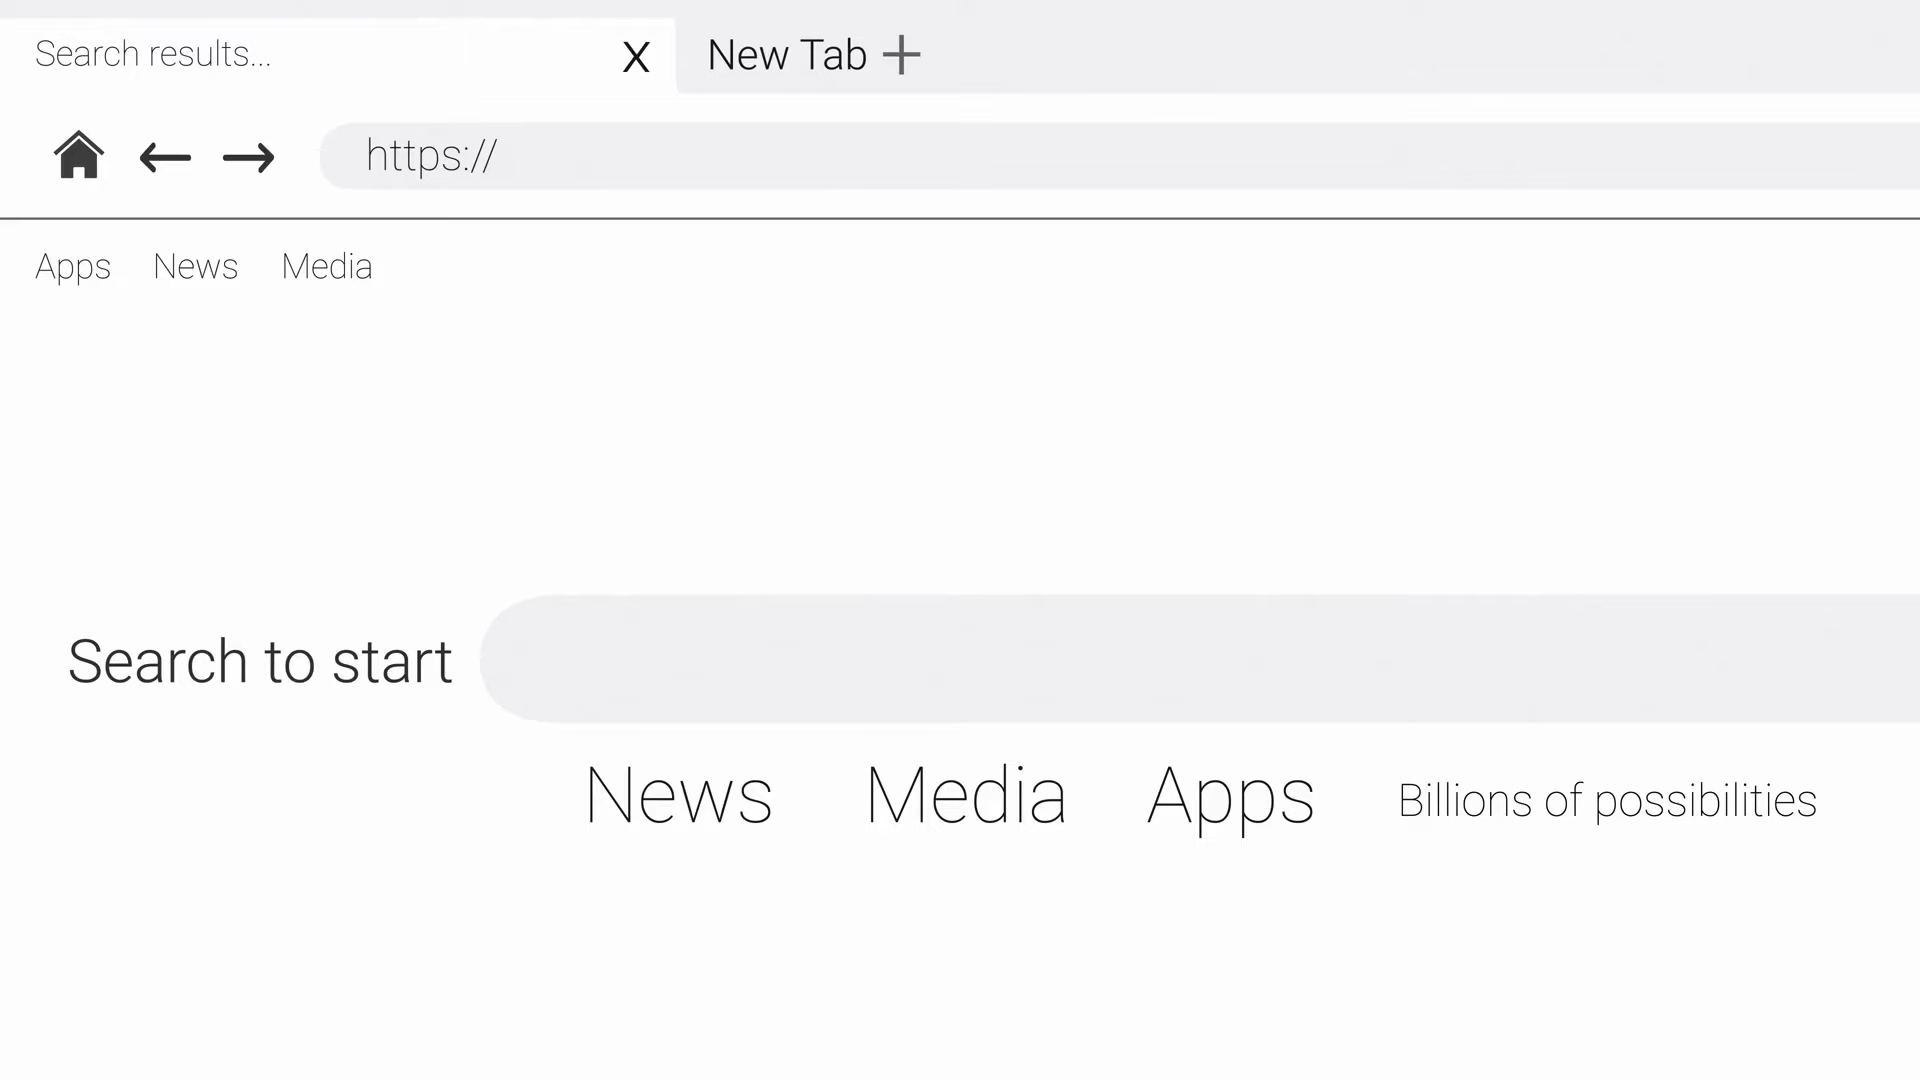 Search results... X New Tab +
https://
Apps News Media
Search to start
News Media Apps Billions of possibilities